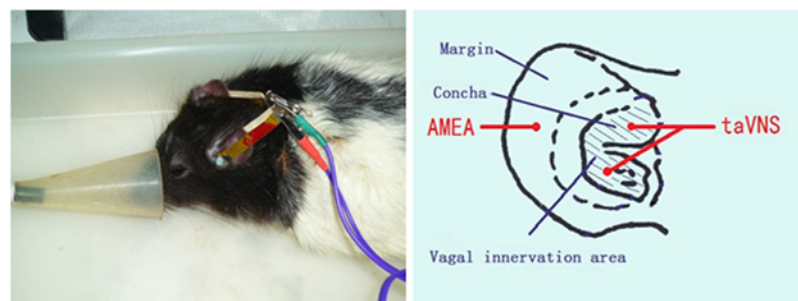 Margin
Concha
AMEA
taVNS
Vagal innervation area